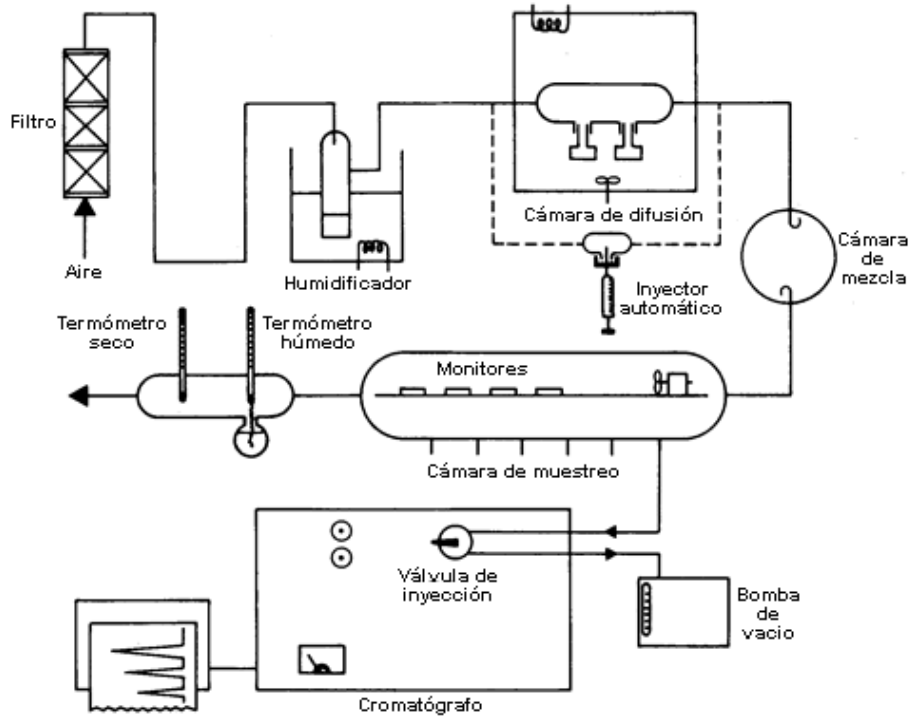 Filtro
Aire
Humidificador
Cámara de difusión
Inyector
automático
Cámara
de
mezcla
Termómetro
seco
Termómetro
húmedo
Monitores
Cámara de muestreo
Válvula de
inyección
Bomba
de
vacio
Cromatógrafo